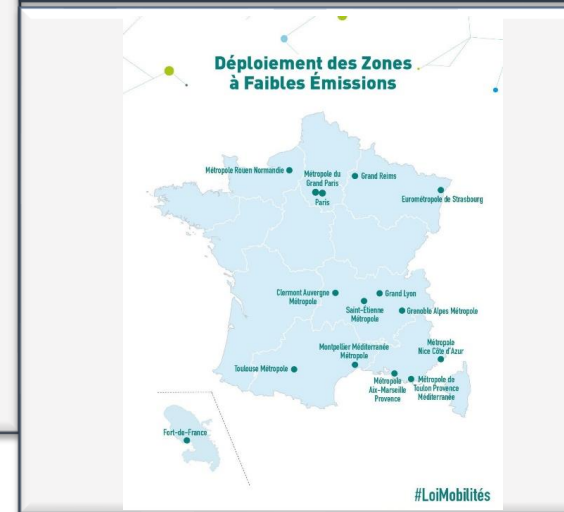 Déploiement des Zones
à Faibles Émissions
Métropole Rouen Normandie
Métropole du
Grand Paris
Paris
Grand Reims
Eurométropole de Strasbourg
Clermont Auvergne
Métropole
Grand Lyon
Saint-Étienne
Métropole
Grenoble Alpes Métropole
Montpellier Méditerranée
Métropole
Métropole
Nice Côte d'Azur
Toulouse Métropole
Métropole
Aix-Marseille
Provence
Métropole de
Toulon Provence
Méditerranée
Fort-de-France
#LoiMobilités